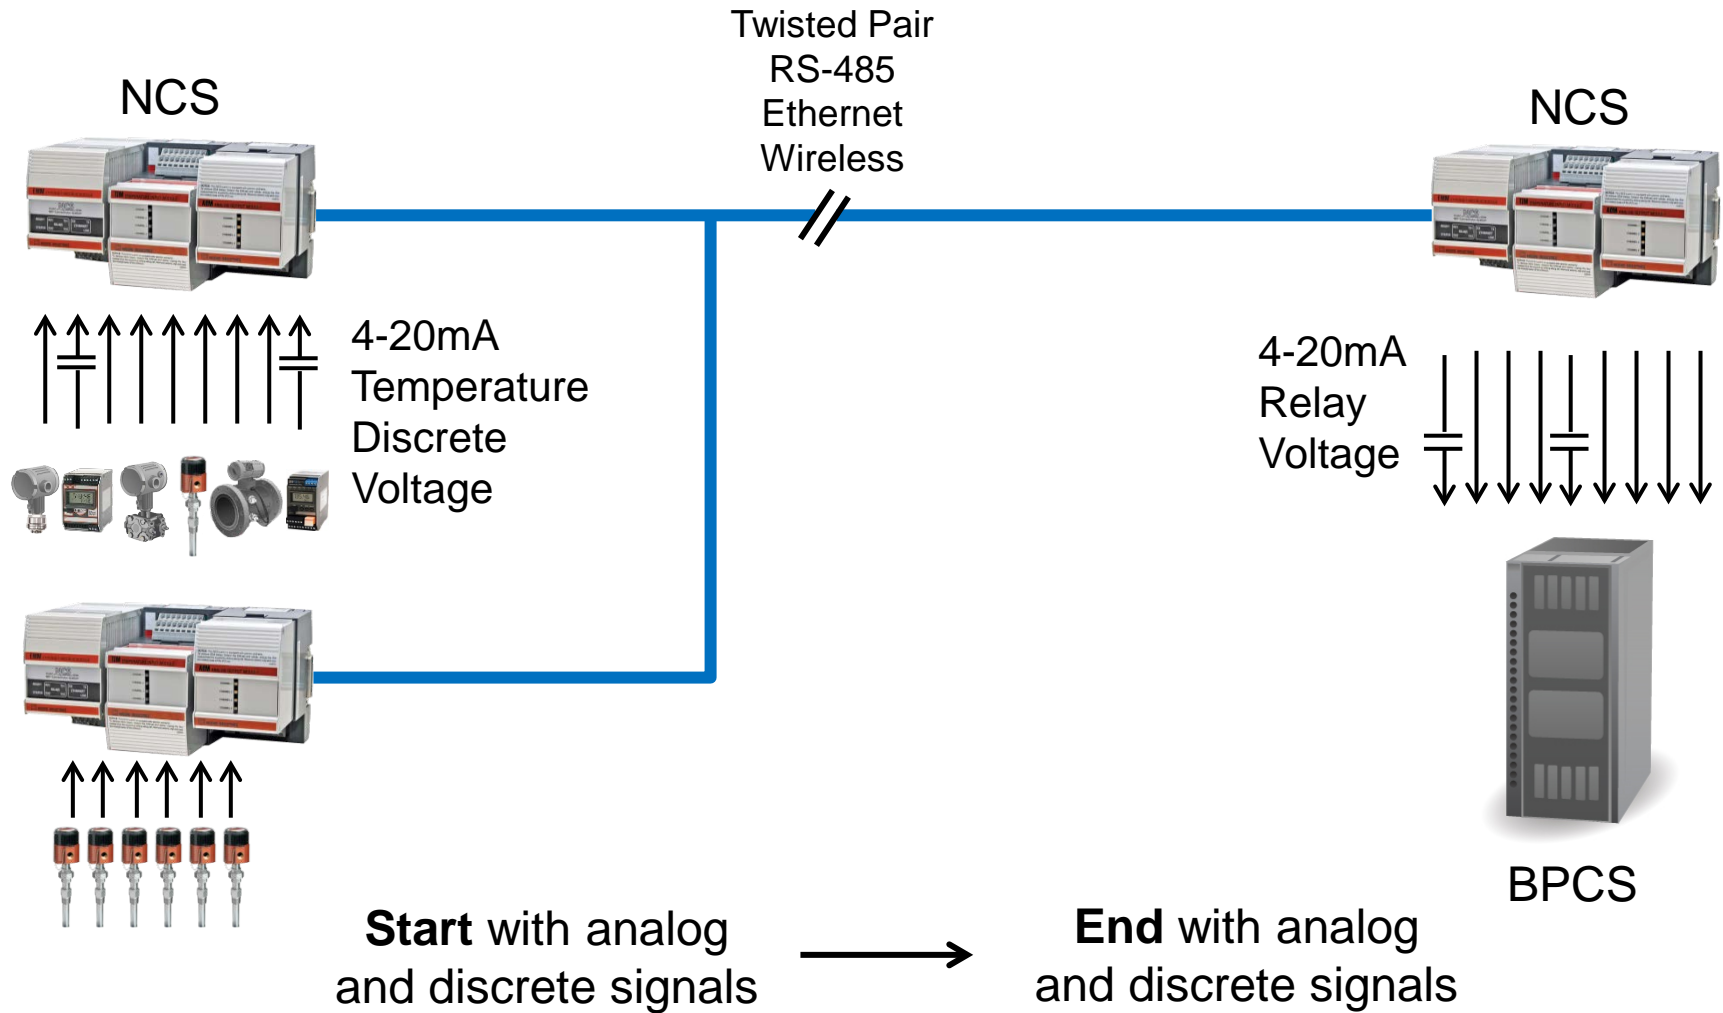 Twisted Pair
RS-485
Ethernet
Wireless
NCS
NCS
4-20mA
Temperature
Discrete
Voltage
4-20mA
Relay
Voltage
BPCS
Start with analog
and discrete signals
End with analog
and discrete signals